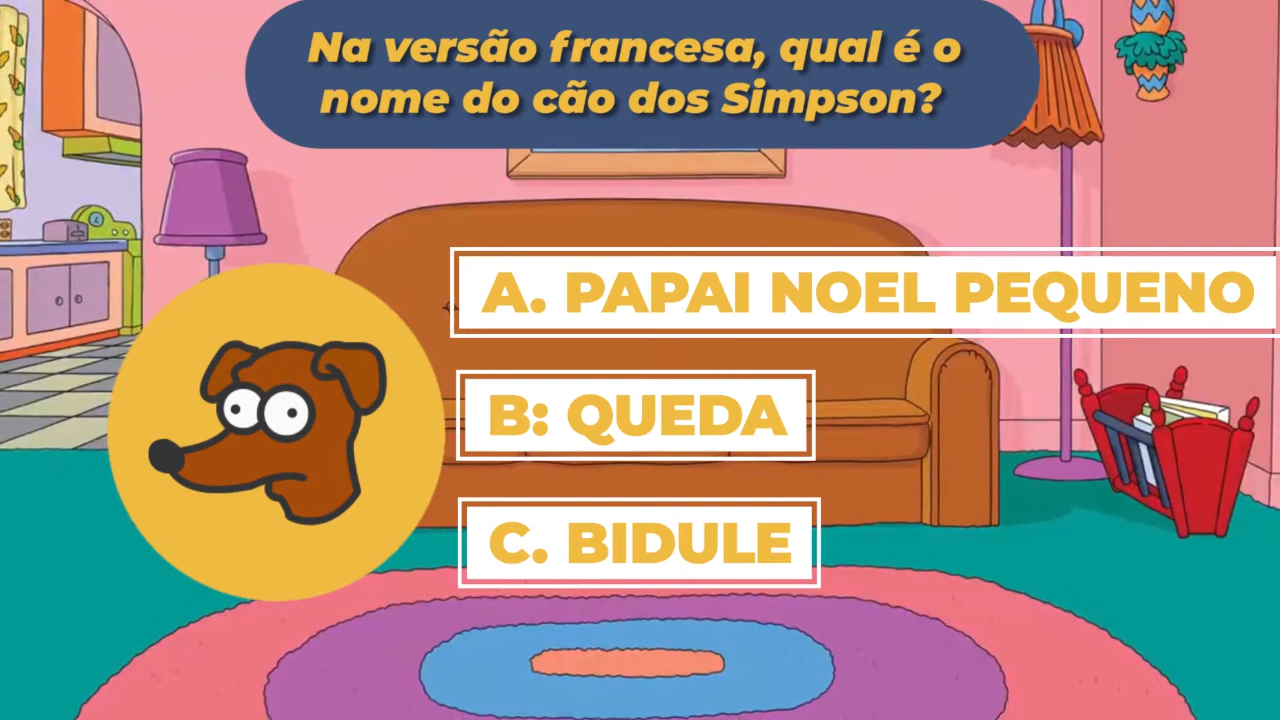 Na versão francesa, qual é o
nome do cão dos Simpson?
A. PAPAI NOEL PEQUENO
B: QUEDA
C. BIDULE